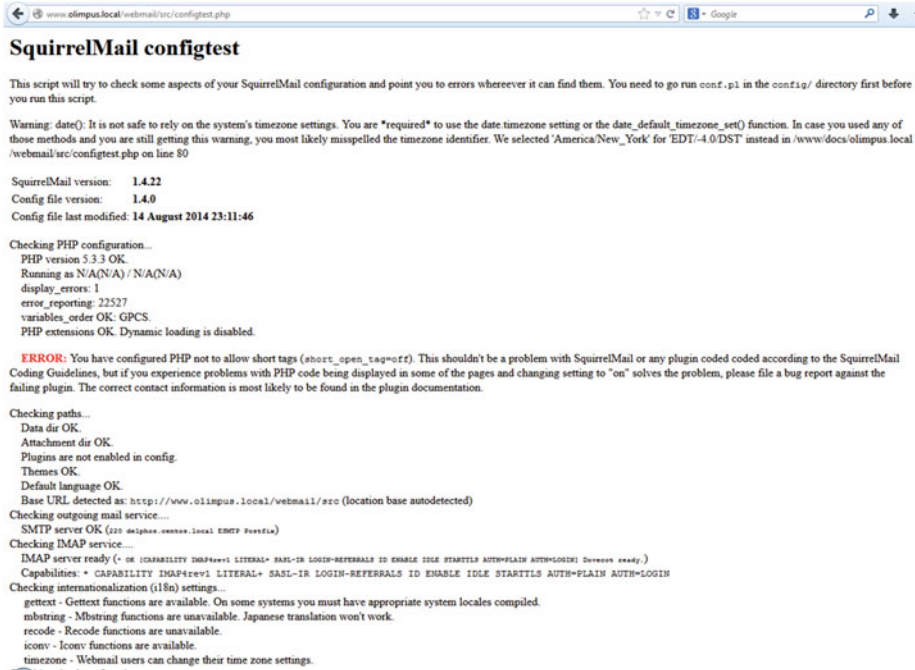 www.olimpus.local/webmail/src/configtest.php
Google
SquirrelMail configtest
This script will try to check some aspects of your SquirrelMail configuration and point you to errors whereever it can find them. You need to go run conf.pl in the config/ directory first before
you run this script.
Warning: date(): It is not safe to rely on the system's timezone settings. You are *required* to use the date.timezone setting or the date_default_timezone_set() function. In case you used any of
those methods and you are still getting this warning, you most likely misspelled the timezone identifier. We selected 'America/New_York' for 'EDT/-4.0/DST' instead in /www/docs/olimpus.local
/webmail/src/configtest.php on line 80
SquirrelMail version: 1.4.22
Config file version: 1.4.0
Config file last modified: 14 August 2014 23:11:46
Checking PHP configuration...
PHP version 5.3.3 OK.
Running as N/A(N/A) / N/A(N/A)
display_errors: 1
error_reporting: 22527
variables_order OK: GPCS.
PHP extensions OK. Dynamic loading is disabled.
ERROR: You have configured PHP not to allow short tags (short_open_tag=off). This shouldn't be a problem with SquirrelMail or any plugin coded coded according to the SquirrelMail
Coding Guidelines, but if you experience problems with PHP code being displayed in some of the pages and changing setting to "on" solves the problem, please file a bug report against the
failing plugin. The correct contact information is most likely to be found in the plugin documentation.
Checking paths...
Data dir OK.
Attachment dir OK.
Plugins are not enabled in config.
Themes OK.
Default language OK.
Base URL detected as: http://www.olimpus.local/webmail/src (location base autodetected)
Checking outgoing mail service....
SMTP server OK (220 delphos.centos.local ESMTP Postfix)
Checking IMAP service....
IMAP server ready (* OK [CAPABILITY IMAP4rev1 LITERAL+ SASL-IR LOGIN-REFERRALS ID ENABLE IDLE STARTTLS AUTH=PLAIN AUTH=LOGIN] Dovecot ready.)
Capabilities: * CAPABILITY IMAP4rev1 LITERAL+ SASL-IR LOGIN-REFERRALS ID ENABLE IDLE STARTTLS AUTH=PLAIN AUTH=LOGIN
Checking internationalization (i18n) settings...
gettext - Gettext functions are available. On some systems you must have appropriate system locales compiled.
mbstring - Mbstring functions are unavailable. Japanese translation won't work.
recode - Recode functions are unavailable.
iconv - Iconv functions are available.
timezone - Webmail users can change their time zone settings.